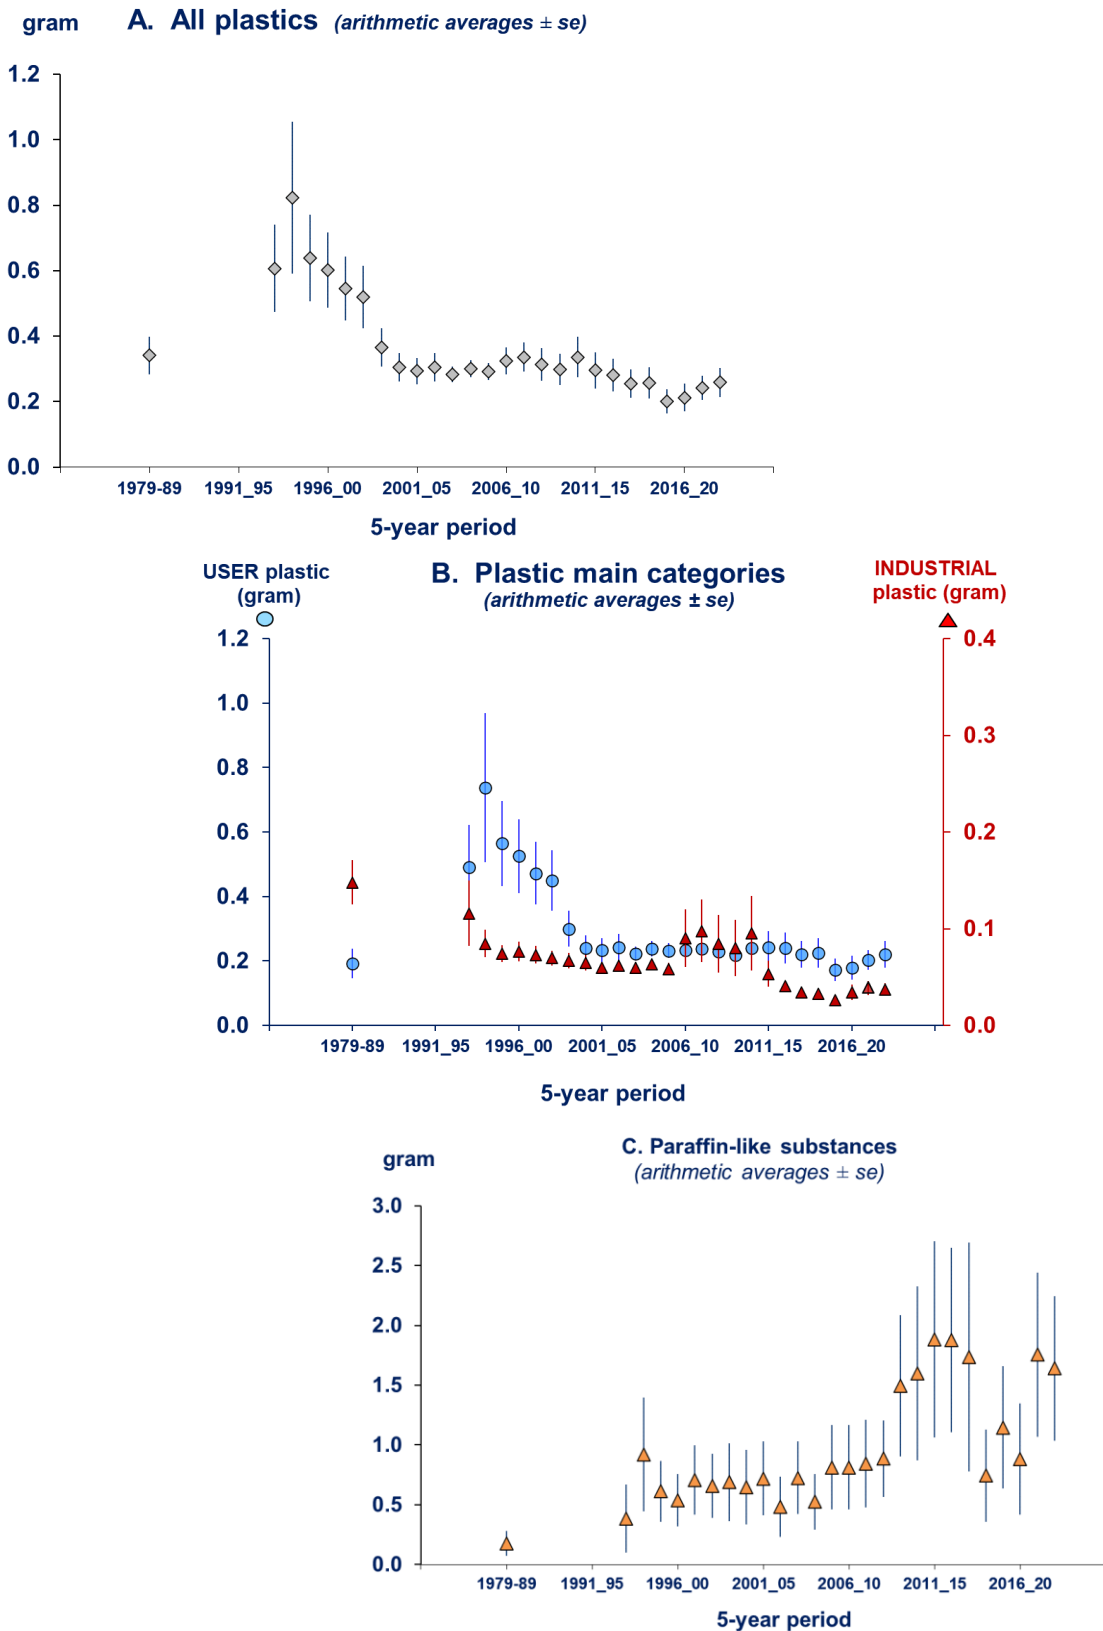 gram A. All plastics (arithmetic averages ± se)
1.2
1.0
0.8
0.6
0.4
0.2
0.0
1979-89 1991_95 1996_00 2001_05 2006_10 2011_15 2016_20
5-year period
USER plastic
(gram)
B. Plastic main categories
(arithmetic averages ± se)
INDUSTRIAL
plastic (gram)
1.2
1.0
0.8
0.6
0.4
0.2
0.0
0.4
0.3
0.2
0.1
0.0
1979-89 1991_95 1996_00 2001_05 2006_10 2011_15 2016_20
5-year period
C. Paraffin-like substances
(arithmetic averages ± se)
gram
3.0
2.5
2.0
1.5
1.0
0.5
0.0
1979-89 1991_95 1996_00 2001_05 2006_10 2011_15 2016_20
5-year period